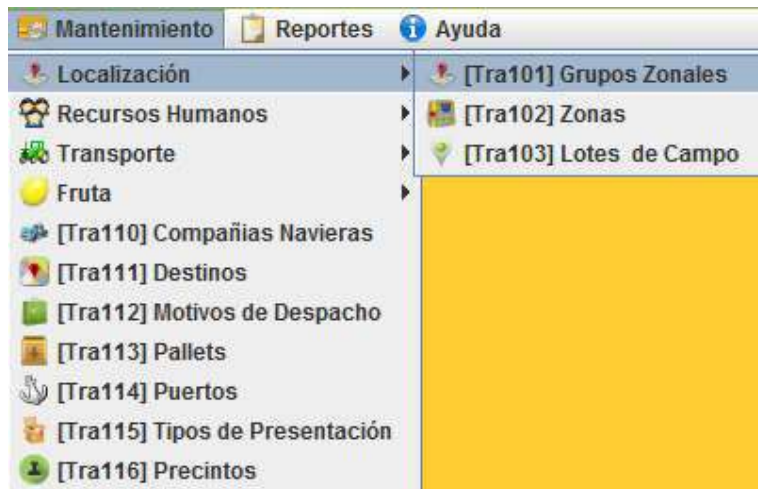 Mantenimiento Reportes Ayuda
Localización [Tra101] Grupos Zonales
Recursos Humanos [Tra102] Zonas
Transporte [Tra103] Lotes de Campo
Fruta
[Tra110] Compañias Navieras
[Tra111] Destinos
[Tra112] Motivos de Despacho
[Tra113] Pallets
[Tra114] Puertos
[Tra115] Tipos de Presentación
[Tra116] Precintos